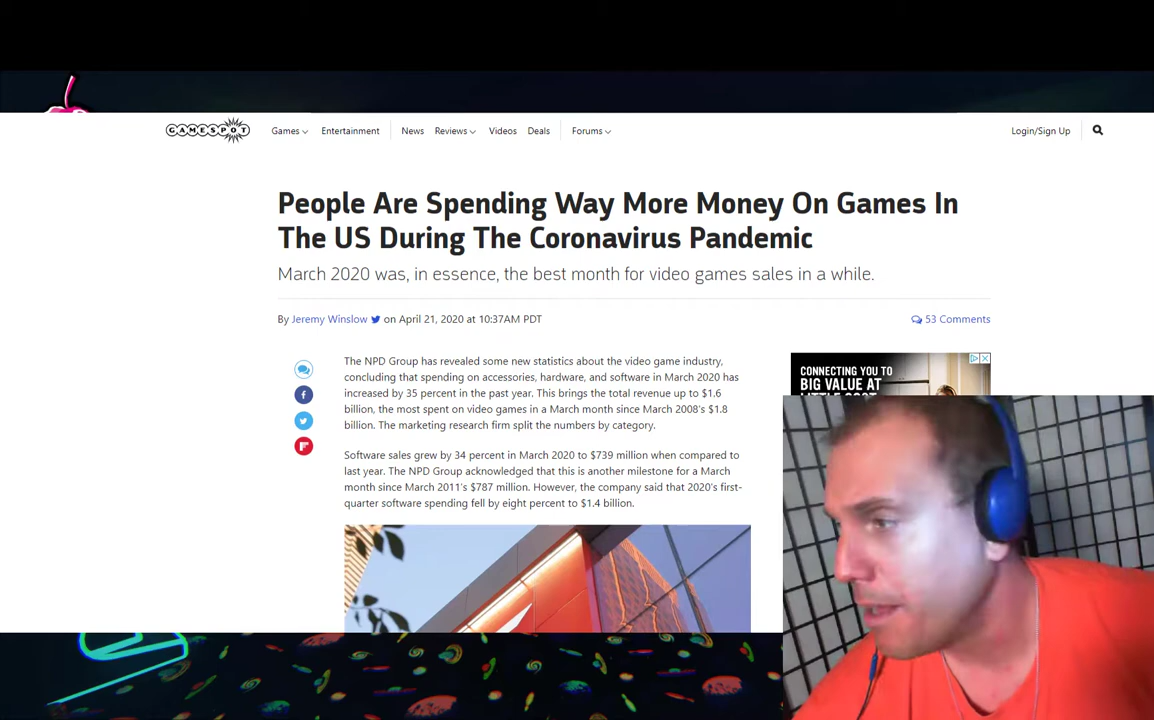 GAMESPOT
Games
Entertainment
News
Reviews
Videos
Deals
Forums
Login/Sign Up
People Are Spending Way More Money On Games In
The US During The Coronavirus Pandemic
March 2020 was, in essence, the best month for video games sales in a while.
By Jeremy Winslow on April 21, 2020 at 10:37AM PDT
53 Comments
The NPD Group has revealed some new statistics about the video game industry,
concluding that spending on accessories, hardware, and software in March 2020 has
increased by 35 percent in the past year. This brings the total revenue up to $1.6
billion, the most spent on video games in a March month since March 2008's $1.8
billion. The marketing research firm split the numbers by category.
Software sales grew by 34 percent in March 2020 to $739 million when compared to
last year. The NPD Group acknowledged that this is another milestone for a March
month since March 2011's $787 million. However, the company said that 2020's first-
quarter software spending fell by eight percent to $1.4 billion.
CONNECTING YOU TO
BIG VALUE AT